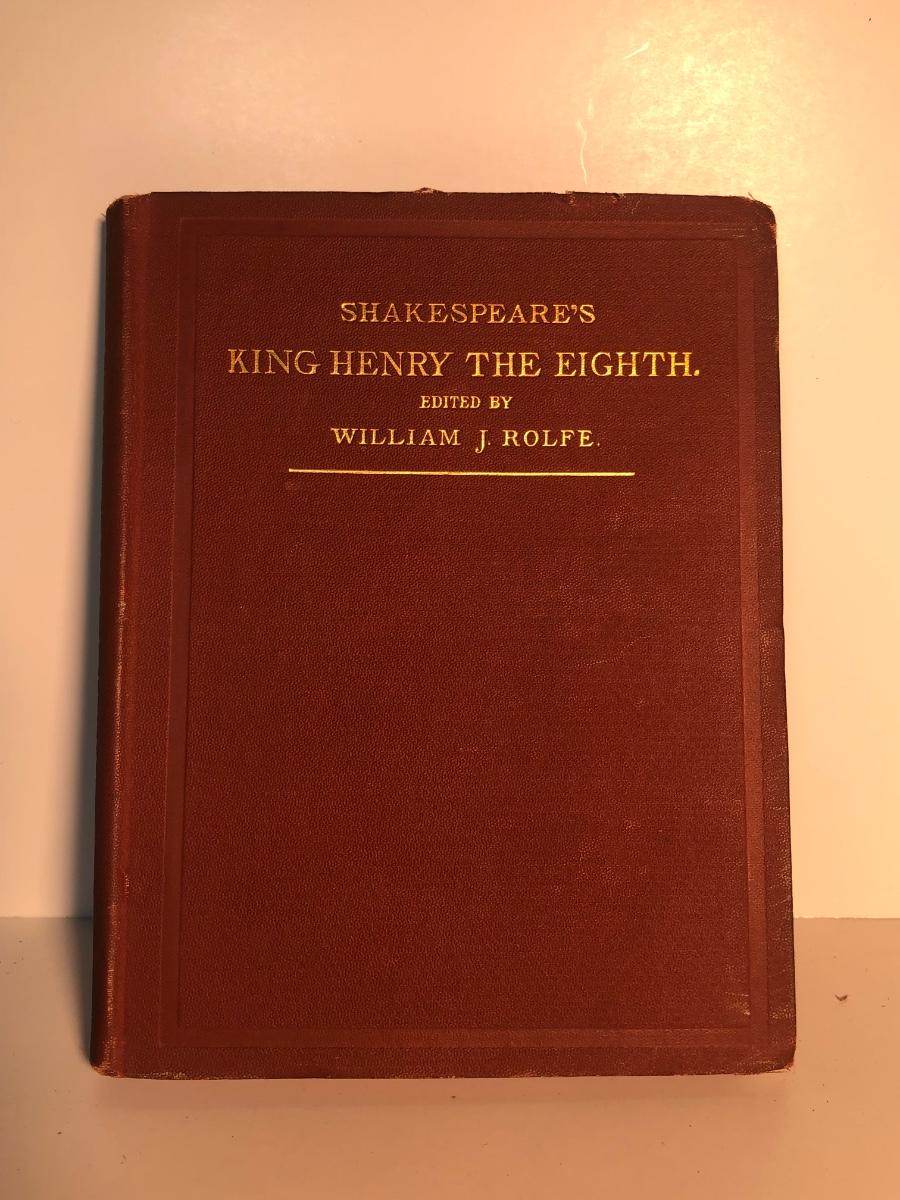 SHAKESPEARE'S
KING HENRY THE EIGHTH.
EDITED BY
WILLIAM J. ROLFE.